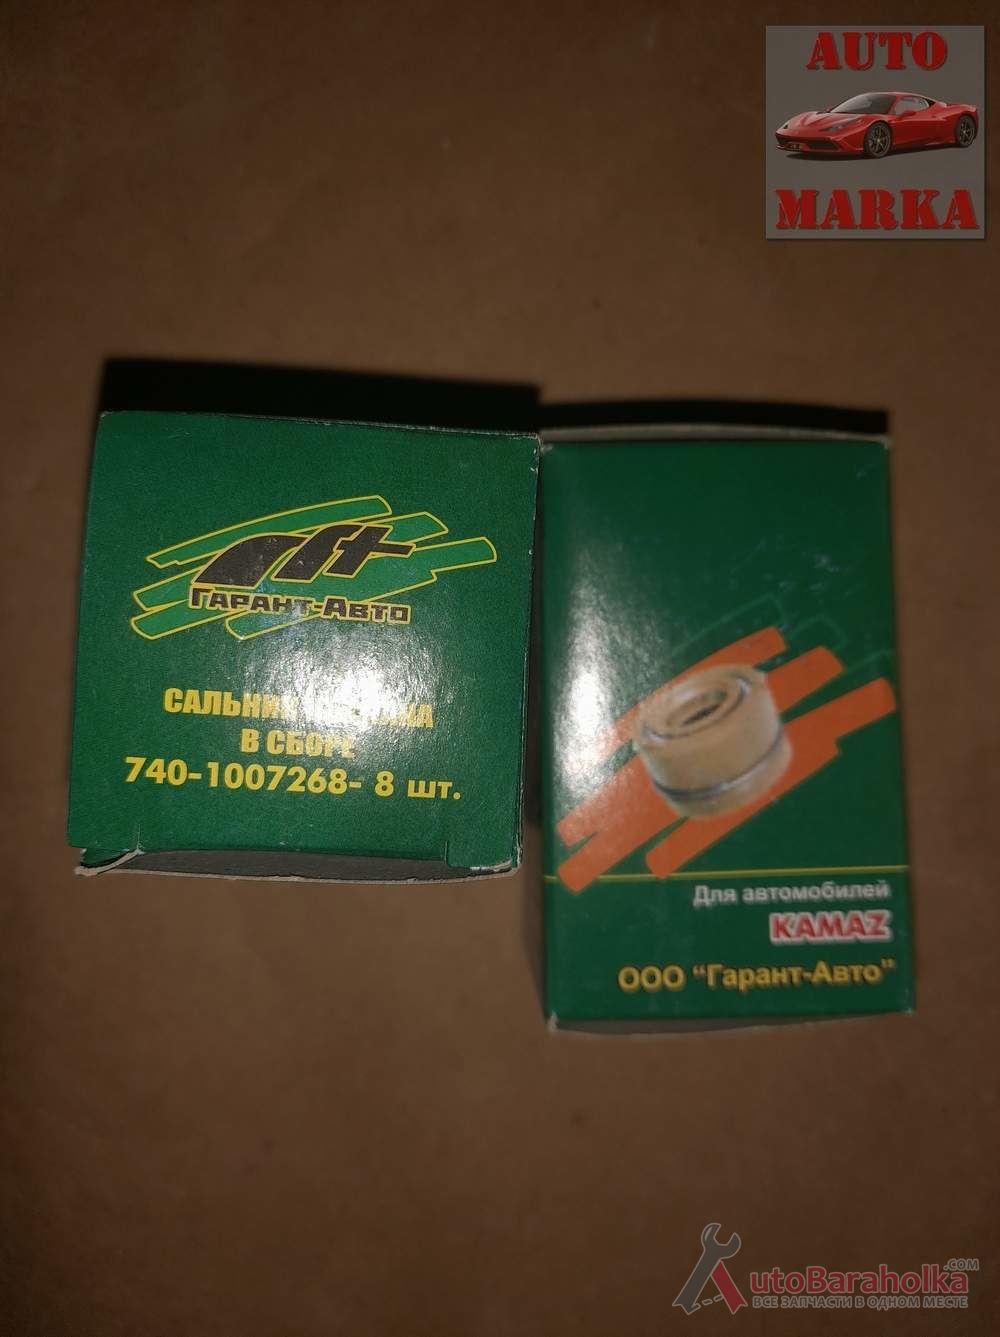 AUTO
MARKA
ГАРАНТ-АВТО
САЛЬНИК КЛАПАНА
В СБОРЕ
740-1007268- 8 шт.
Для автомобилей
KAMAZ
ООО "Гарант-Авто"
AutoBaraholka.COM
ВСЕ ЗАПЧАСТИ В ОДНОМ МЕСТЕ